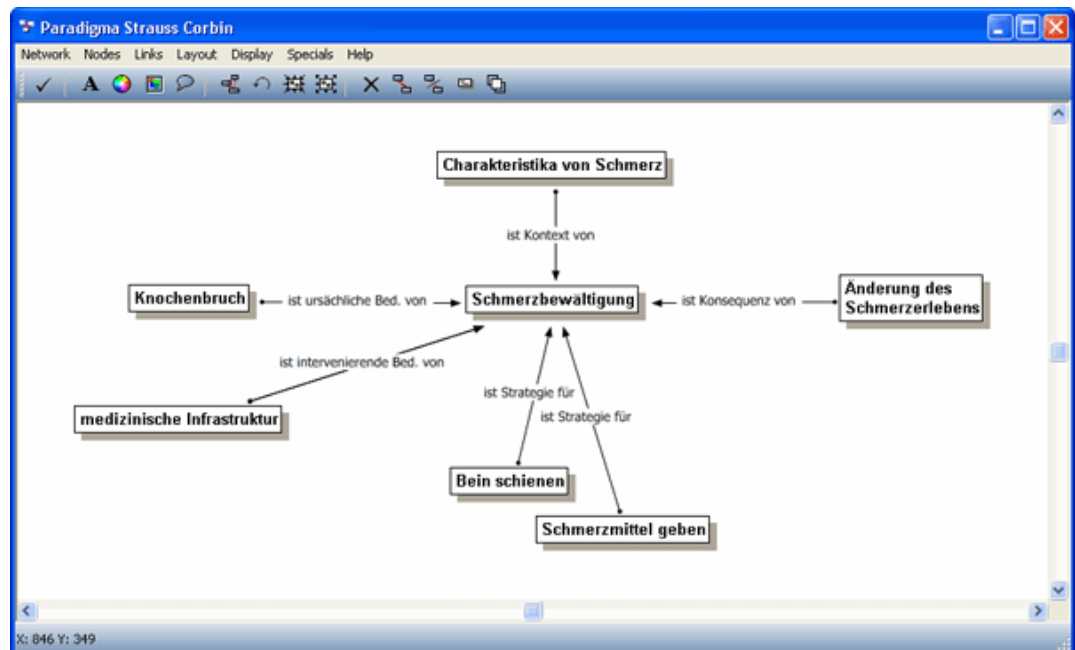 Paradigma Strauss Corbin
Network Nodes Links Layout Display Specials Help
A
Charakteristika von Schmerz
ist Kontext von
Knochenbruch
ist ursächliche Bed. von
Schmerzbewältigung
ist Konsequenz von
Änderung des
Schmerzerlebens
ist intervenierende Bed. von
ist Strategie für
medizinische Infrastruktur
ist Strategie für
Bein schienen
Schmerzmittel geben
X: 846 Y: 349